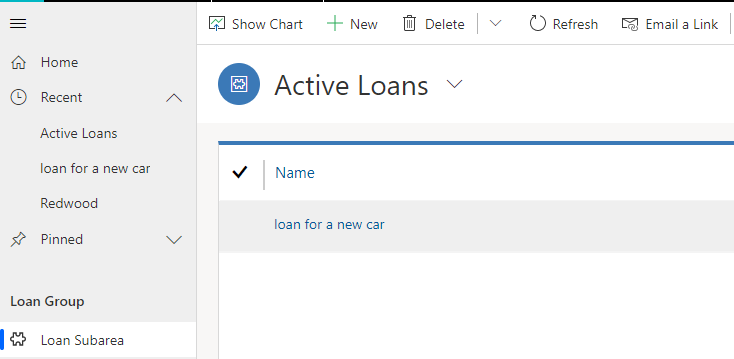 Show Chart New Delete Refresh Email a Link
Home
Recent
Active Loans
loan for a new car
Redwood
Pinned
Loan Group
Loan Subarea
Active Loans
Name
loan for a new car